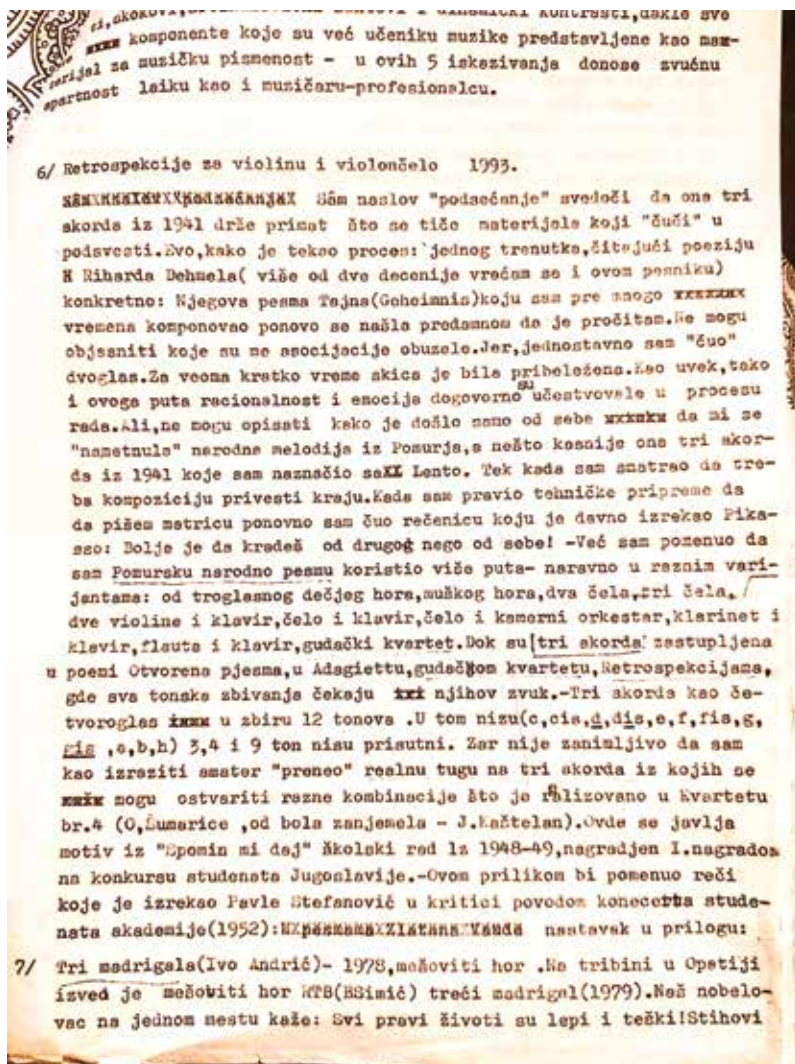 ri,skokovi, i dinamički kontrasti,dakle sve
xxxx komponente koje su već učeniku muzike predstavljene kao max-
terijal za muzičku pismenost - u ovih 5 iskazivanja donose zvučnu
apartnost laiku kao i muzičaru-profesionalcu.
6/ Retrospekcije za violinu i violončelo 1993.
Sâm naslov "podsećanje" svedoči da ona tri
akorda iz 1941 drže primat što se tiče materijala koji "čuči" u
podsvesti.Evo,kako je tekao proces: jednog trenutka,čitajući poeziju
M Riharda Dehmela( više od dve decenije vraćam se i ovom pesniku)
konkretno: Njegova pesma Tajna(Geheimnis)koju sam pre mnogo xxxxxxx
vremena komponovao ponovo se našla predamnom da je pročitam.Ne mogu
objasniti koje su me asocijacije obuzele.Jer,jednostavno sam "čuo"
dvoglas.Za veoma kratko vreme skica je bila pribeležena.Kao uvek,tako
i ovoga puta racionalnost i emocija dogovorno su učestvovale u procesu
rada.Ali,ne mogu opisati kako je došlo samo od sebe xxxxxx da mi se
"nametnula" narodna melodija iz Pomurja,a nešto kasnije ona tri akor-
da iz 1941 koje sam naznačio saXX Lento. Tek kada sam smatrao da tre-
ba kompoziciju privesti kraju.Kada sam pravio tehničke pripreme da
da pišem matricu ponovno sam čuo rečenicu koju je davno izrekao Pika-
sso: Bolje je da kradeš od drugog nego od sebe! -Već sam pomenuo da
sam Pomursku narodno pesmu koristio više puta- naravno u raznim vari-
jantama: od troglasnog dečjeg hora,muškog hora,dva čela,tri čela,
dve violine i klavir,čelo i klavir,čelo i kamerni orkestar,klarinet i
klavir,flauta i klavir,gudački kvartet.Dok su tri akorda zastupljena
u poemi Otvorena pjesma,u Adagiettu,gudačkom kvartetu,Retrospekcijama,
gde sva tonska zbivanja čekaju xxx njihov zvuk.-Tri akorda kao če-
tvoroglas xxxx u zbiru 12 tonova .U tom nizu(c,cis,d,dis,e,f,fis,g,
gis ,a,b,h) 3,4 i 9 ton nisu prisutni. Zar nije zanimljivo da sam
kao izraziti amater "preneo" realnu tugu na tri akorda iz kojih se
xxxx mogu ostvariti razne kombinacije što je realizovano u Kvartetu
br.4 (O,Šumarice ,od bola zanjemela - J.Kaštelan).Ovde se javlja
motiv iz "Spomin mi daj" školski rad iz 1948-49,nagradjen I.nagradom
na konkursu studenata Jugoslavije.-Ovom prilikom bi pomenuo reči
koje je izrekao Pavle Stefanović u kritici povodom konecerta stude-
nata akademije(1952): nastavak u prilogu:
7/ Tri madrigala(Ivo Andrić)- 1978,mešoviti hor .Na tribini u Opatiji
izved je mešoviti hor RTB(BSimić) treći madrigal(1979).Naš nobelo-
vac na jednom mestu kaže: Svi pravi životi su lepi i teški!Stihovi